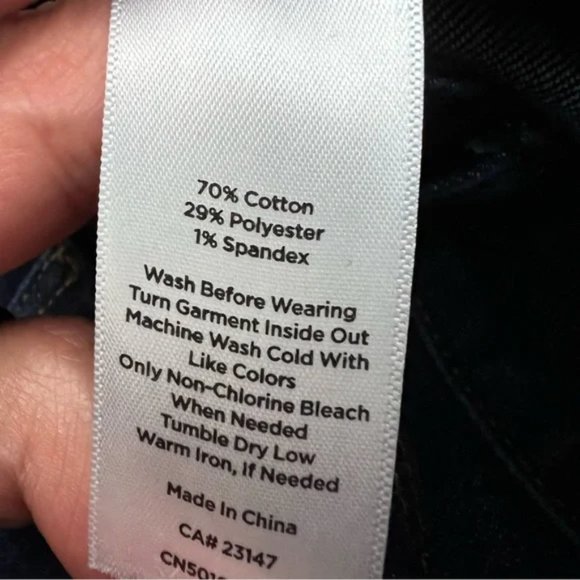 70% Cotton
29% Polyester
1% Spandex
Wash Before Wearing
Turn Garment Inside Out
Machine Wash Cold With
Like Colors
Only Non-Chlorine Bleach
When Needed
Tumble Dry Low
Warm Iron, If Needed
Made In China
CA# 23147